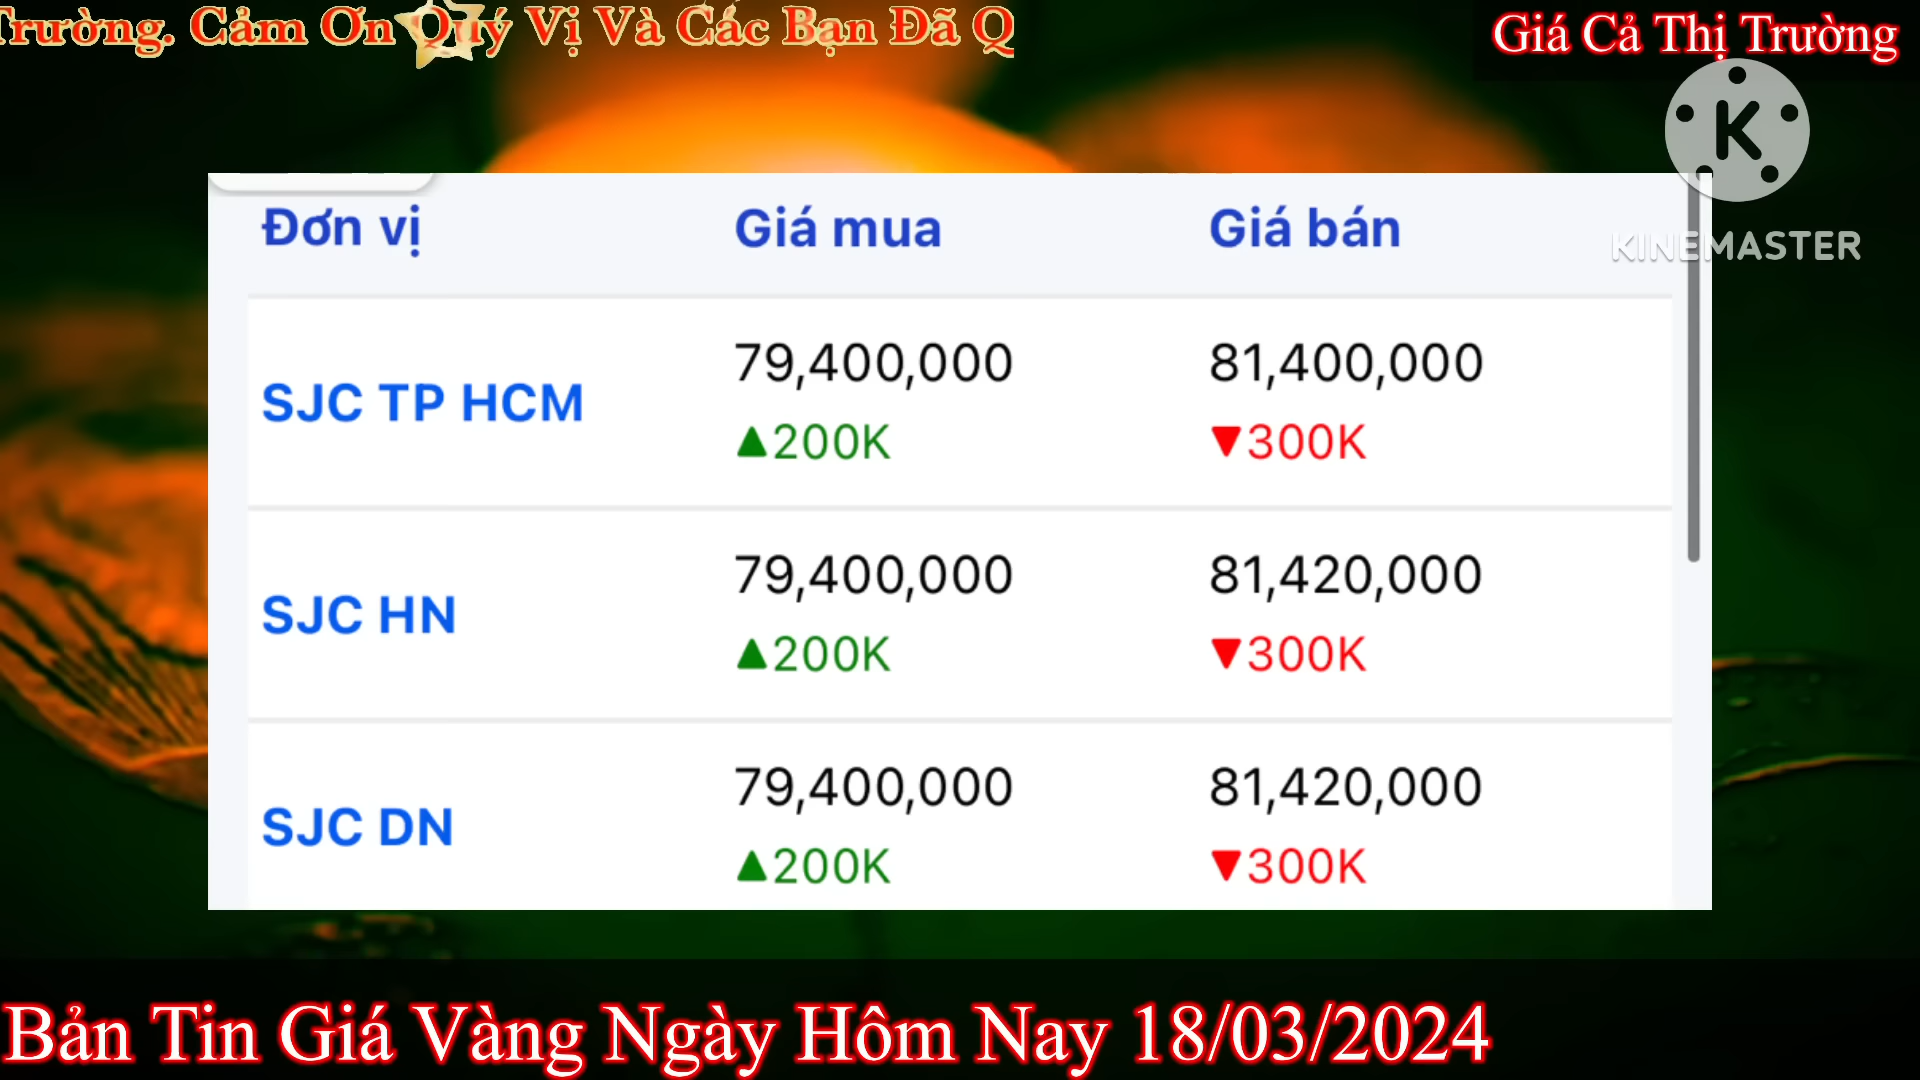 Trường. Cảm Ơn Quý Vị Và Các Bạn Đã Q
Giá Cả Thị Trường
K
KINEMASTER
Đơn vị Giá mua Giá bán
79,400,000 81,400,000
SJC TP HCM
▲200K ▼300K
79,400,000 81,420,000
SJC HN
▲200K ▼300K
79,400,000 81,420,000
SJC DN
▲200K ▼300K
Bản Tin Giá Vàng Ngày Hôm Nay 18/03/2024